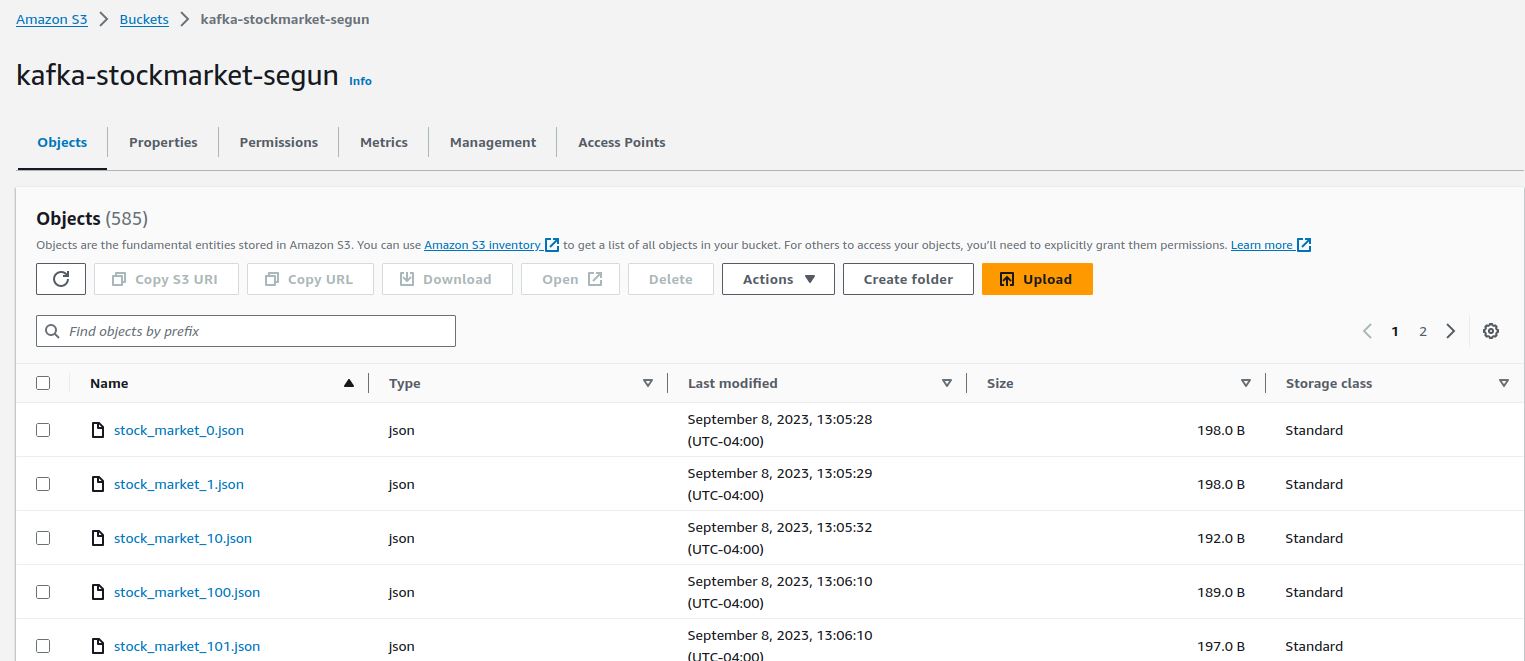 Amazon S3 > Buckets > kafka-stockmarket-segun
kafka-stockmarket-segun Info
Objects Properties Permissions Metrics Management Access Points
Objects (585)
Objects are the fundamental entities stored in Amazon S3. You can use Amazon S3 inventory to get a list of all objects in your bucket. For others to access your objects, you'll need to explicitly grant them permissions. Learn more
Copy S3 URI Copy URL Download Open Delete Actions Create folder Upload
Find objects by prefix 1 2
Name Type Last modified Size Storage class
stock_market_0.json json September 8, 2023, 13:05:28 198.0 B Standard
(UTC-04:00)
stock_market_1.json json September 8, 2023, 13:05:29 198.0 B Standard
(UTC-04:00)
stock_market_10.json json September 8, 2023, 13:05:32 192.0 B Standard
(UTC-04:00)
stock_market_100.json json September 8, 2023, 13:06:10 189.0 B Standard
(UTC-04:00)
stock_market_101.json json September 8, 2023, 13:06:10 197.0 B Standard
(UTC-04:00)